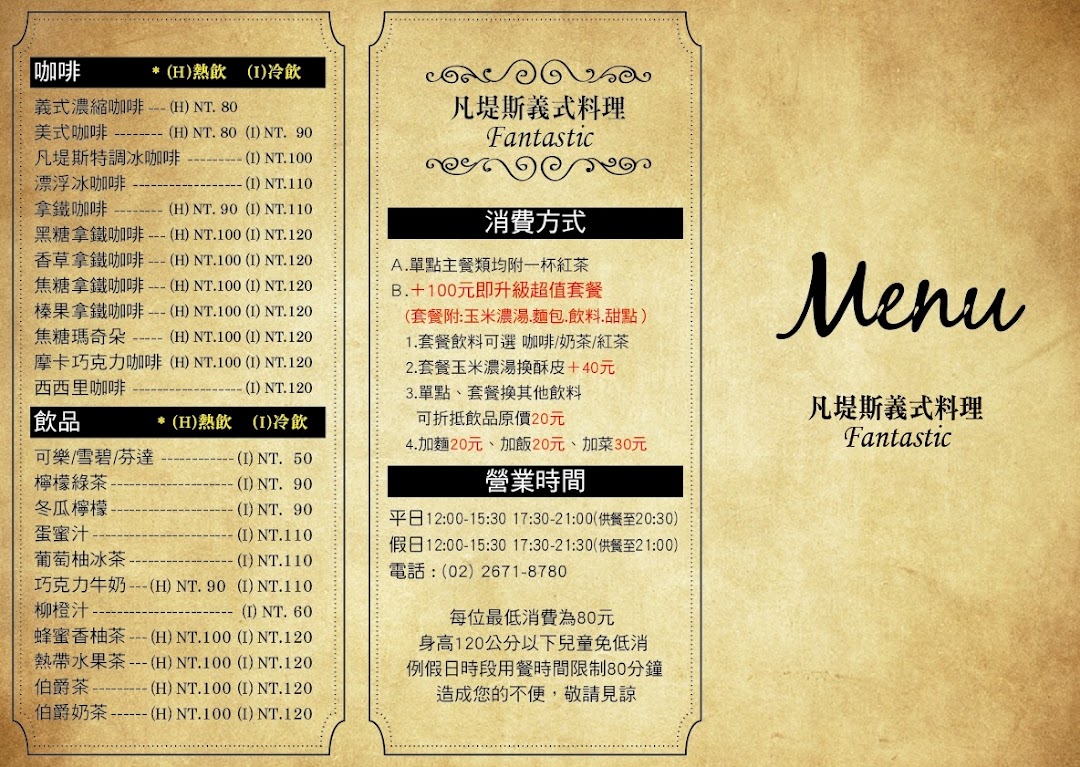 咖啡 * (H)熱飲 (I)冷飲
義式濃縮咖啡 --- (H) NT. 80
美式咖啡 -------- (H) NT. 80 (I) NT. 90
凡堤斯特調冰咖啡 --------- (I) NT.100
漂浮冰咖啡 ------------------ (I) NT.110
拿鐵咖啡 -------- (H) NT. 90 (I) NT.110
黑糖拿鐵咖啡 --- (H) NT.100 (I) NT.120
香草拿鐵咖啡 --- (H) NT.100 (I) NT.120
焦糖拿鐵咖啡 --- (H) NT.100 (I) NT.120
榛果拿鐵咖啡 --- (H) NT.100 (I) NT.120
焦糖瑪奇朵 ----- (H) NT.100 (I) NT.120
摩卡巧克力咖啡 (H) NT.100 (I) NT.120
西西里咖啡 ------------------ (I) NT.120
飲品 * (H)熱飲 (I)冷飲
可樂/雪碧/芬達 ------------ (I) NT. 50
檸檬綠茶-------------------- (I) NT. 90
冬瓜檸檬-------------------- (I) NT. 90
蛋蜜汁----------------------- (I) NT.110
葡萄柚冰茶----------------- (I) NT.110
巧克力牛奶---(H) NT. 90 (I) NT.110
柳橙汁----------------------- (I) NT. 60
蜂蜜香柚茶---(H) NT.100 (I) NT.120
熱帶水果茶---(H) NT.100 (I) NT.120
伯爵茶---------(H) NT.100 (I) NT.120
伯爵奶茶------(H) NT.100 (I) NT.120
凡堤斯義式料理
Fantastic
消費方式
A.單點主餐類均附一杯紅茶
B.+100元即升級超值套餐
(套餐附:玉米濃湯.麵包.飲料.甜點)
1.套餐飲料可選 咖啡/奶茶/紅茶
2.套餐玉米濃湯換酥皮+40元
3.單點、套餐換其他飲料
可折抵飲品原價20元
4.加麵20元、加飯20元、加菜30元
營業時間
平日12:00-15:30 17:30-21:00(供餐至20:30)
假日12:00-15:30 17:30-21:30(供餐至21:00)
電話:(02) 2671-8780
每位最低消費為80元
身高120公分以下兒童免低消
例假日時段用餐時間限制80分鐘
造成您的不便,敬請見諒
Menu
凡堤斯義式料理
Fantastic